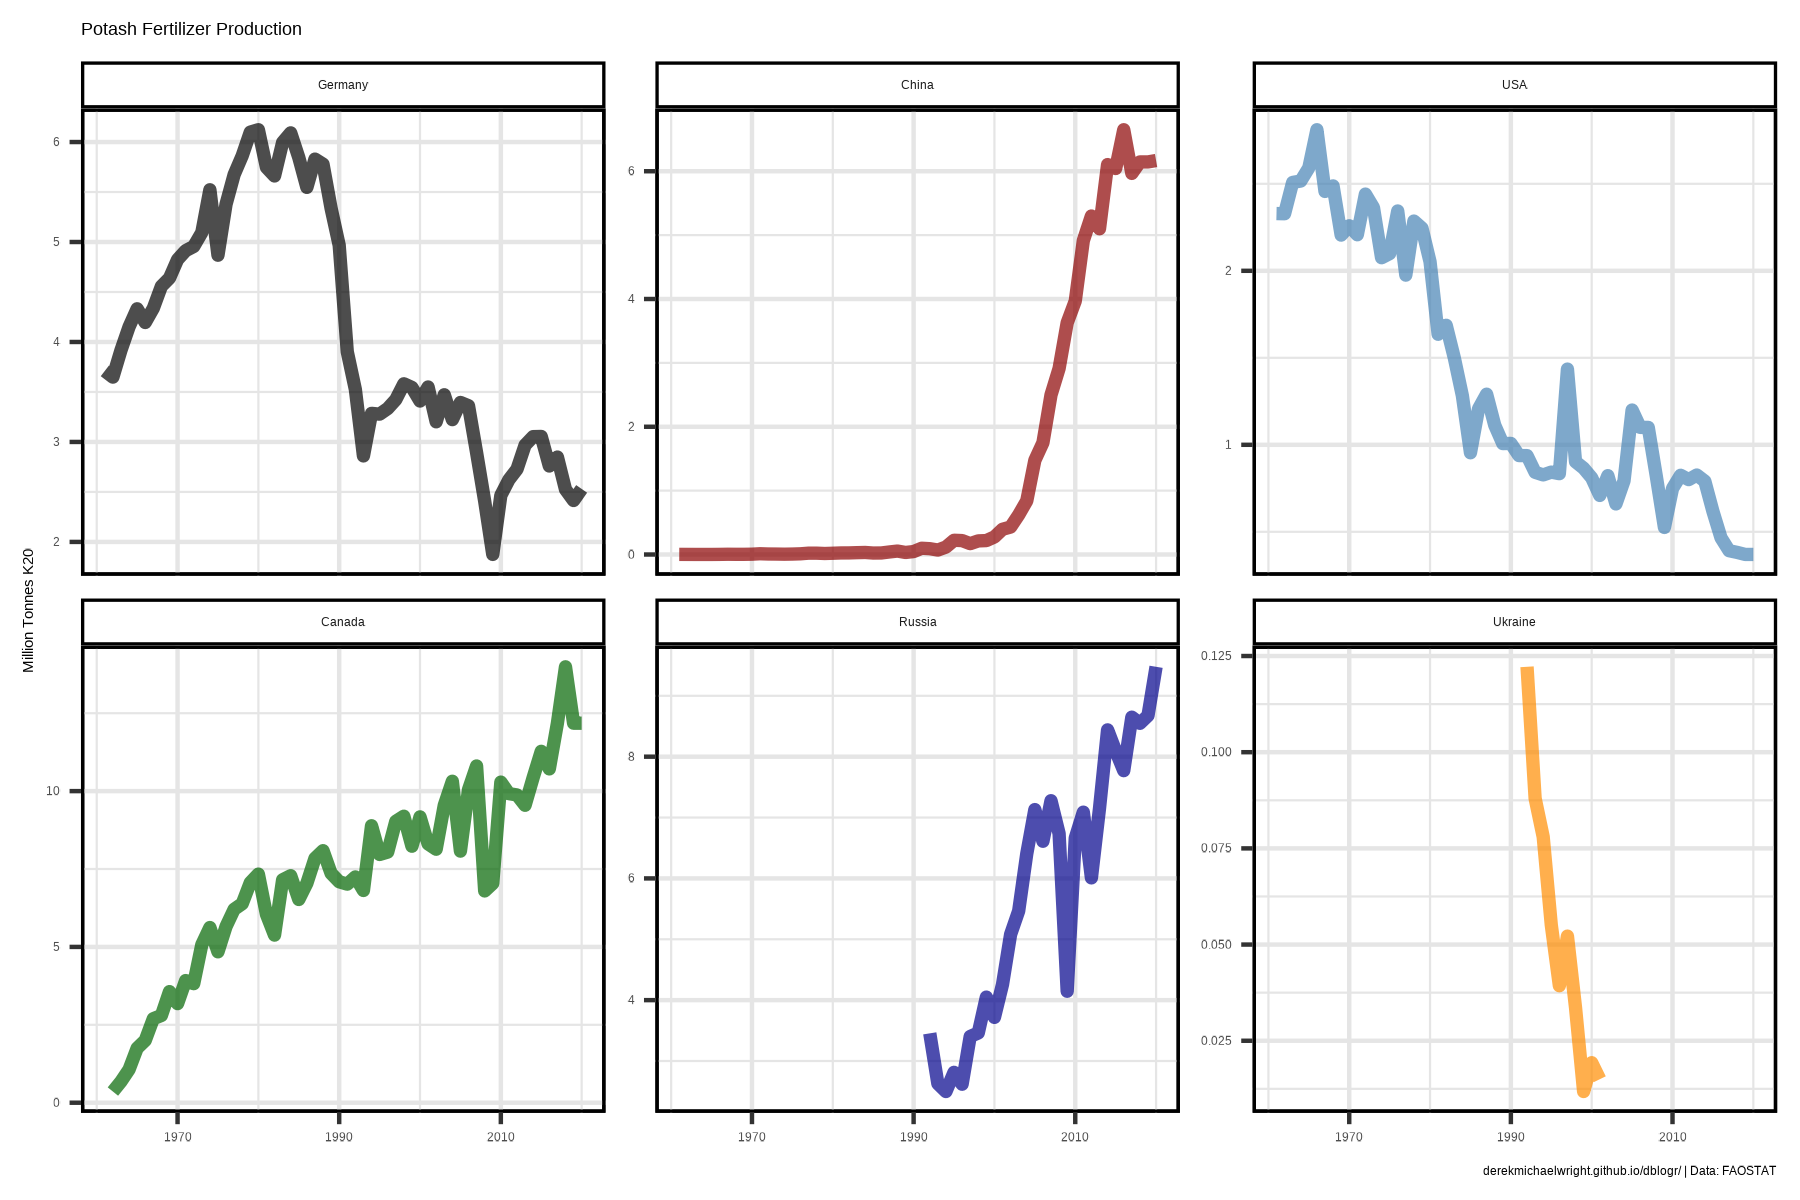 Potash Fertilizer Production
Germany
China
USA
6
5
4
3
2
6
4
2
0
2
1
Million Tonnes K20
Canada
Russia
Ukraine
10
5
0
8
6
4
0.125
0.100
0.075
0.050
0.025
1970 1990 2010
1970 1990 2010
1970 1990 2010
derekmichaelwright.github.io/dblogr/ | Data: FAOSTAT